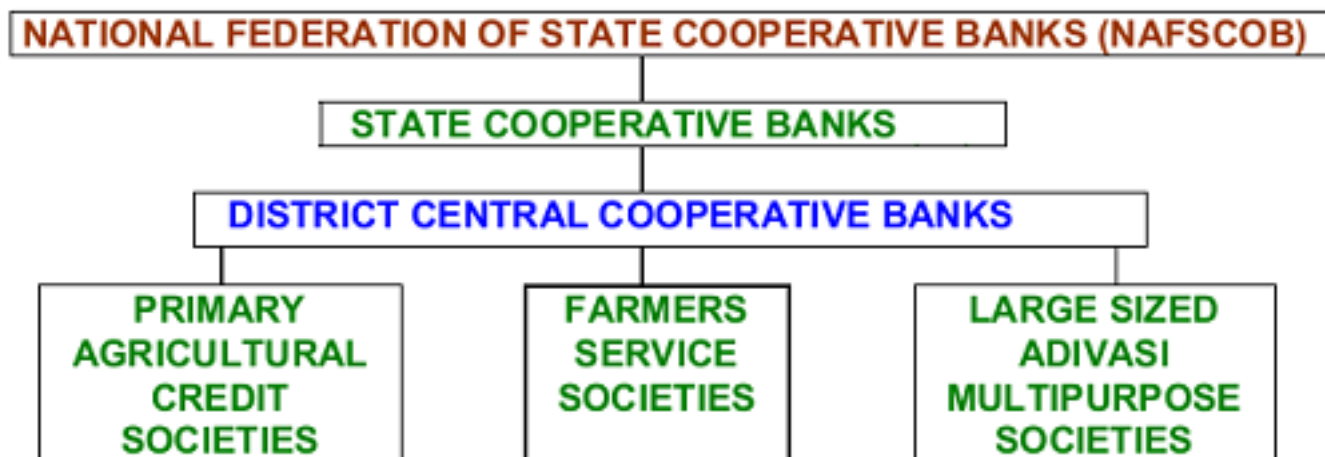 NATIONAL FEDERATION OF STATE COOPERATIVE BANKS (NAFSCOB)
STATE COOPERATIVE BANKS
DISTRICT CENTRAL COOPERATIVE BANKS
PRIMARY
AGRICULTURAL
CREDIT
SOCIETIES
FARMERS
SERVICE
SOCIETIES
LARGE SIZED
ADIVASI
MULTIPURPOSE
SOCIETIES